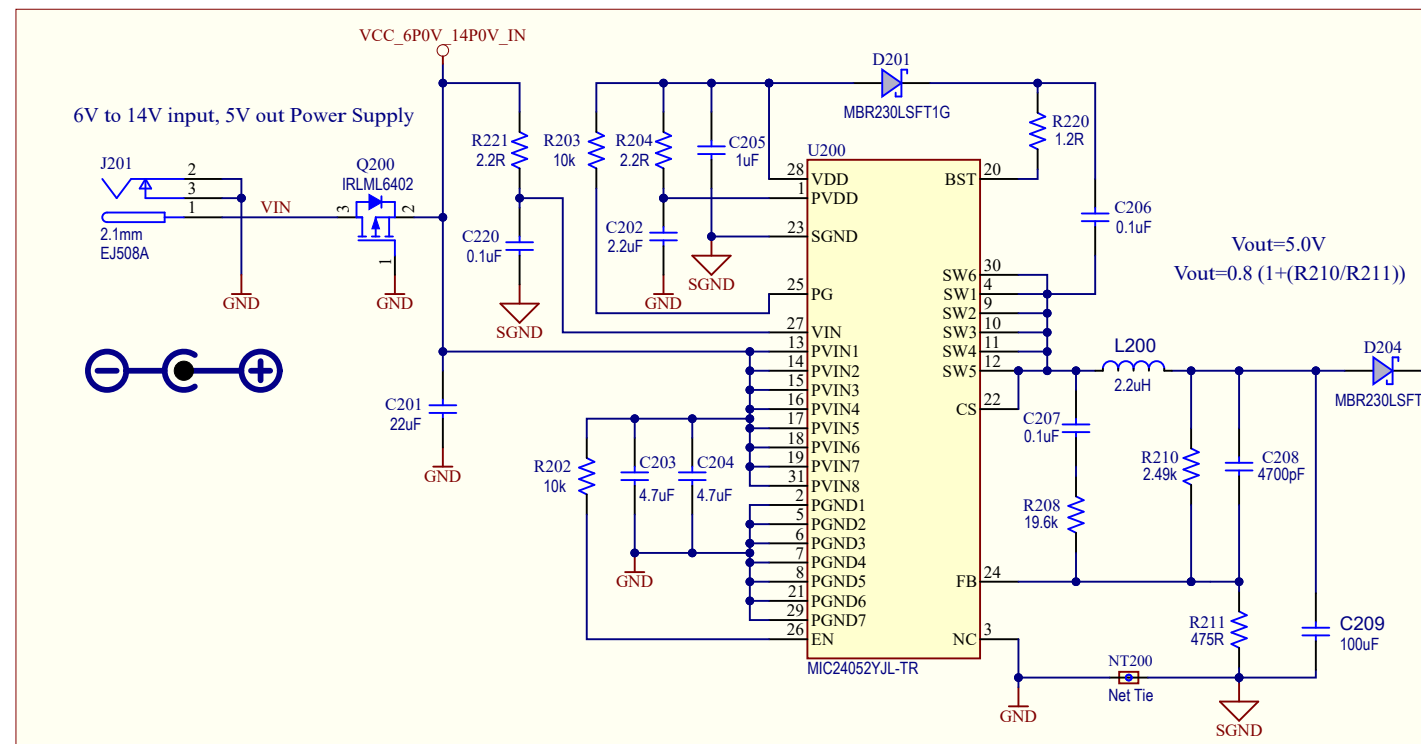 VCC_6P0V_14P0V_IN
6V to 14V input, 5V out Power Supply
J201
2
3
1
2.1mm
EJ508A
VIN
Q200
IRLML6402
3
2
1
GND
GND
R221
2.2R
C220
0.1uF
SGND
C201
22uF
GND
R203
10k
R204
2.2R
C205
1uF
C202
2.2uF
GND
SGND
D201
MBR230LSFT1G
R220
1.2R
C206
0.1uF
U200
28 VDD
1 PVDD
23 SGND
25 PG
27 VIN
13 PVIN1
14 PVIN2
15 PVIN3
16 PVIN4
17 PVIN5
18 PVIN6
19 PVIN7
31 PVIN8
2 PGND1
5 PGND2
6 PGND3
7 PGND4
8 PGND5
21 PGND6
29 PGND7
26 EN
BST 20
SW6 30
SW1 4
SW2 9
SW3 10
SW4 11
SW5 12
CS 22
FB 24
NC 3
MIC24052YJL-TR
R202
10k
C203
4.7uF
C204
4.7uF
GND
Vout=5.0V
Vout=0.8 (1+(R210/R211))
L200
2.2uH
D204
MBR230LSFT
C207
0.1uF
R208
19.6k
R210
2.49k
C208
4700pF
R211
475R
C209
100uF
NT200
Net Tie
GND
SGND